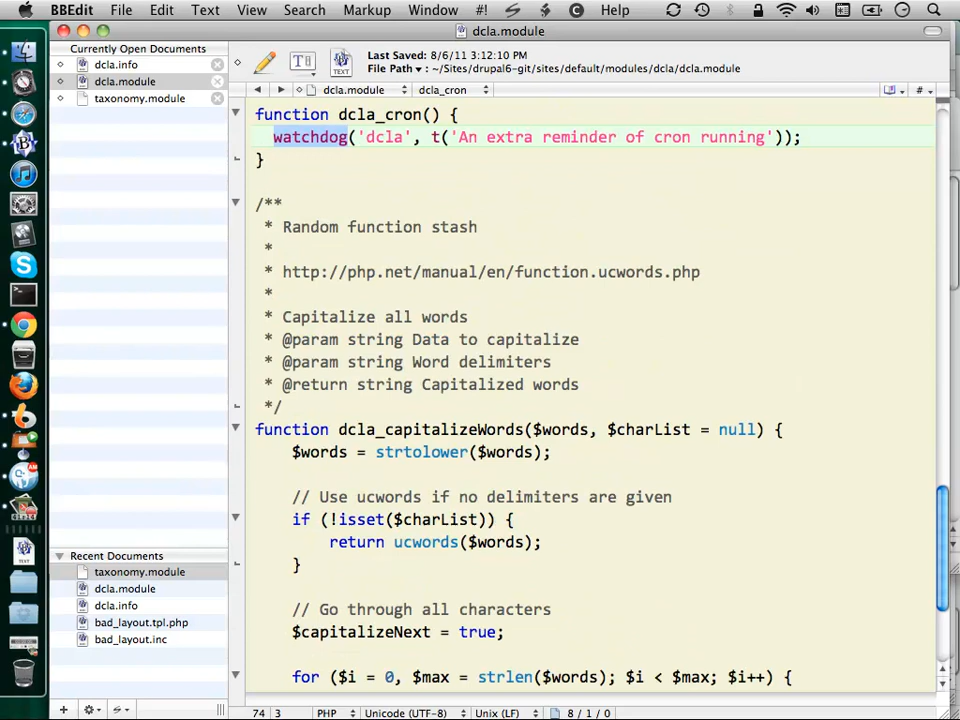 BBEdit File Edit Text View Search Markup Window #! Help
dcla.module
Currently Open Documents
dcla.info
dcla.module
taxonomy.module
Last Saved: 8/6/11 3:12:10 PM
File Path ▾ : ~/Sites/drupal6-git/sites/default/modules/dcla/dcla.module
TEXT
dcla.module dcla_cron #
function dcla_cron() {
watchdog('dcla', t('An extra reminder of cron running'));
}
/**
* Random function stash
*
* http://php.net/manual/en/function.ucwords.php
*
* Capitalize all words
* @param string Data to capitalize
* @param string Word delimiters
* @return string Capitalized words
*/
function dcla_capitalizeWords($words, $charList = null) {
$words = strtolower($words);
// Use ucwords if no delimiters are given
if (!isset($charList)) {
return ucwords($words);
}
// Go through all characters
$capitalizeNext = true;
for ($i = 0, $max = strlen($words); $i < $max; $i++) {
Recent Documents
taxonomy.module
dcla.module
dcla.info
bad_layout.tpl.php
bad_layout.inc
74 3 PHP Unicode (UTF-8) Unix (LF) 8 / 1 / 0